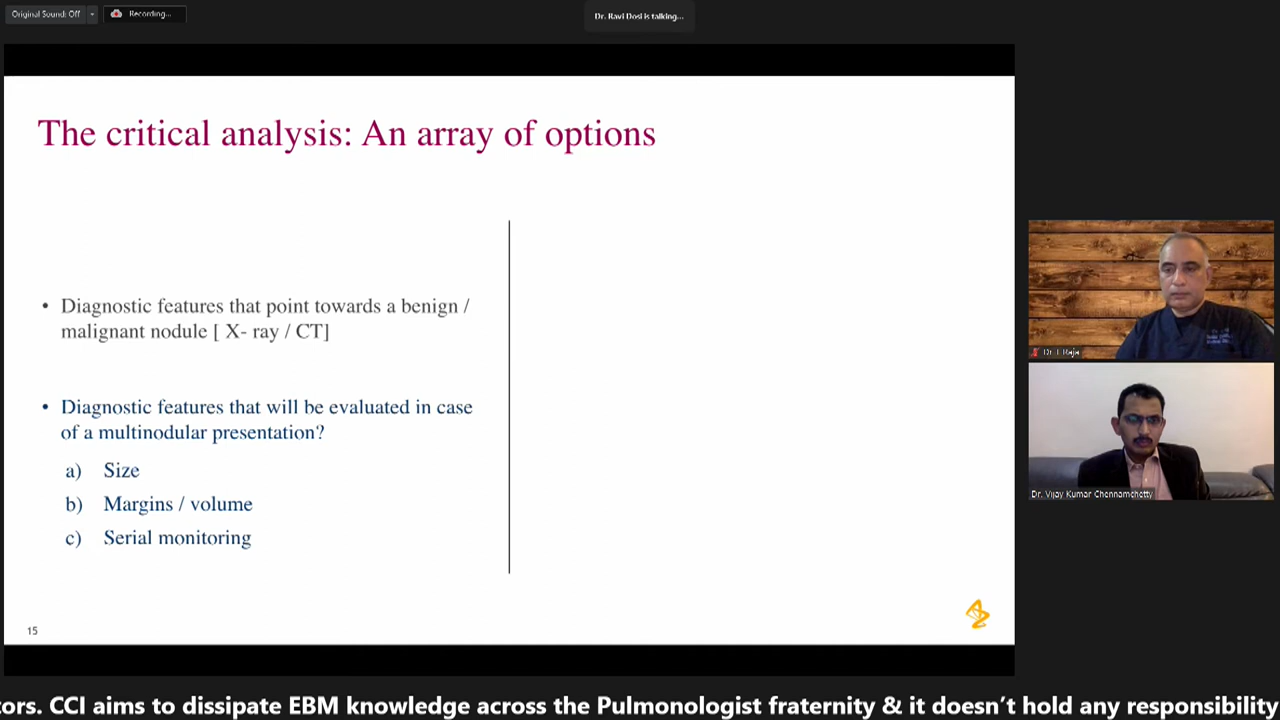 Original Sound: Off
Recording...
Dr. Ravi Dosi is talking...
The critical analysis: An array of options
• Diagnostic features that point towards a benign /
malignant nodule [ X- ray / CT]
• Diagnostic features that will be evaluated in case
of a multinodular presentation?
a) Size
b) Margins / volume
c) Serial monitoring
15
Dr. T Raja
Dr. Vijay Kumar Chennamchetty
tors. CCI aims to dissipate EBM knowledge across the Pulmonologist fraternity & it doesn't hold any responsibility